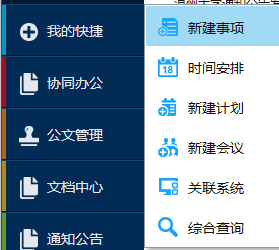 我的快捷
协同办公
公文管理
文档中心
通知公告
新建事项
18
时间安排
新建计划
新建会议
关联系统
综合查询